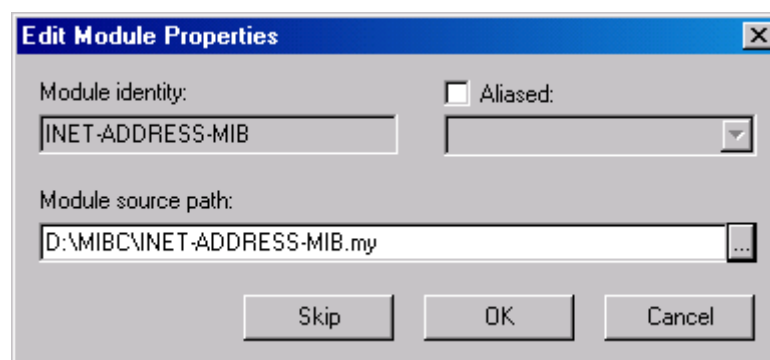 Edit Module Properties
Module identity:
Aliased:
INET-ADDRESS-MIB
Module source path:
D:\MIBC\INET-ADDRESS-MIB.my
...
Skip OK Cancel